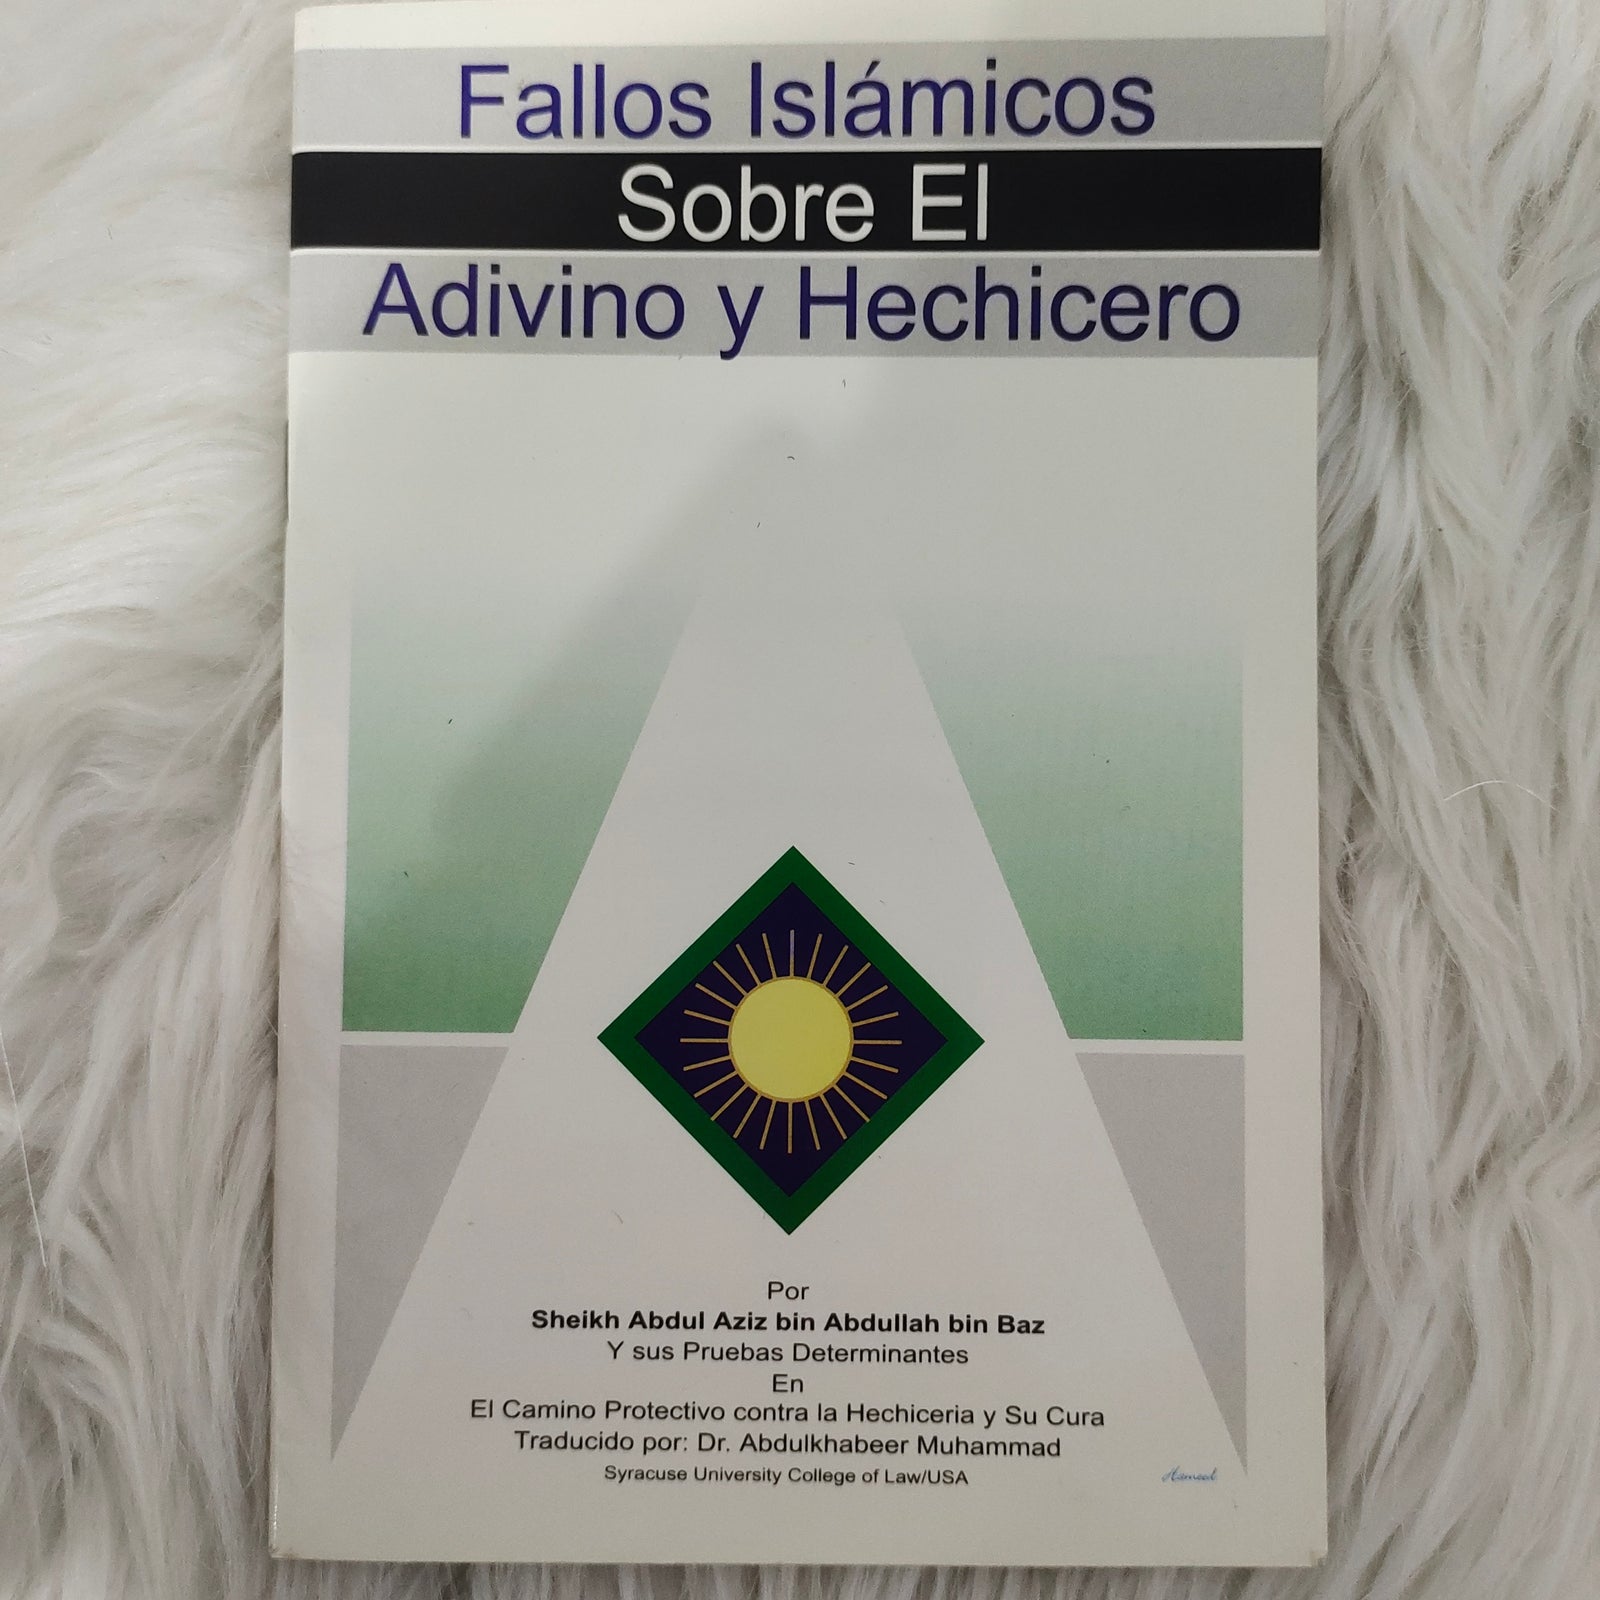 Fallos Islámicos
Sobre El
Adivino y Hechicero
Por
Sheikh Abdul Aziz bin Abdullah bin Baz
Y sus Pruebas Determinantes
En
El Camino Protectivo contra la Hechiceria y Su Cura
Traducido por: Dr. Abdulkhabeer Muhammad
Syracuse University College of Law/USA